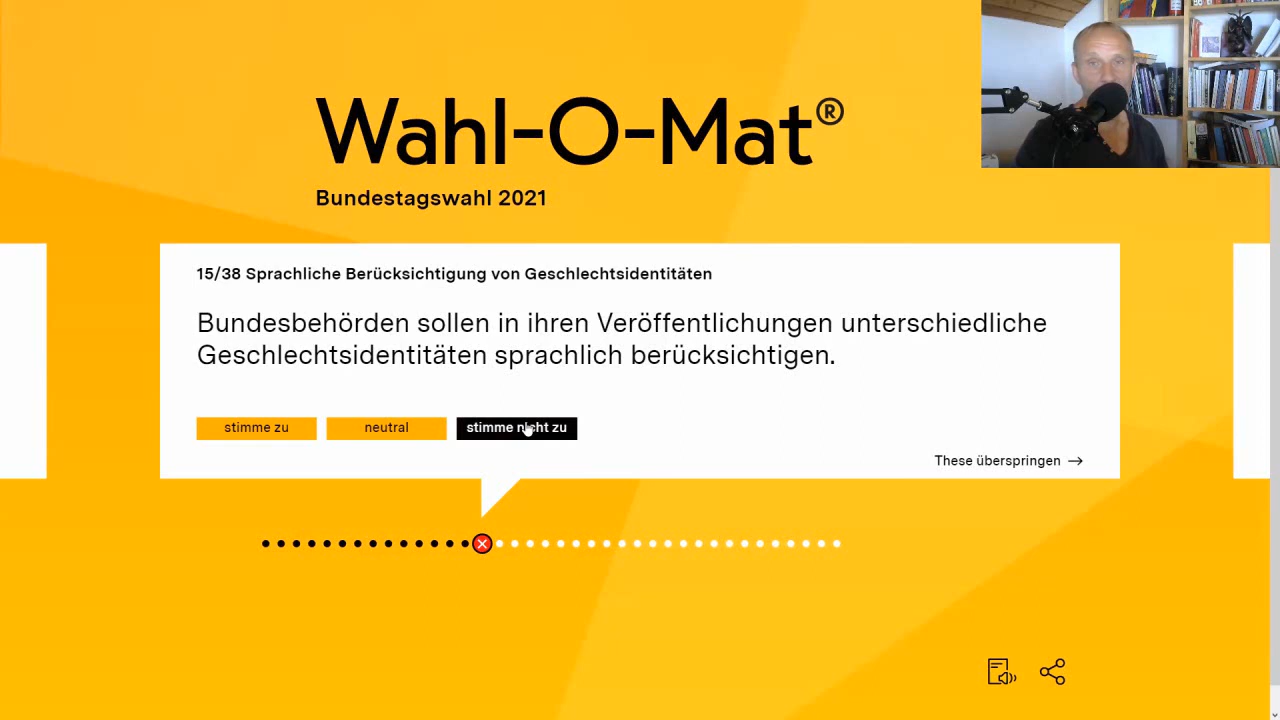 Wahl-O-Mat®
Bundestagswahl 2021
15/38 Sprachliche Berücksichtigung von Geschlechtsidentitäten
Bundesbehörden sollen in ihren Veröffentlichungen unterschiedliche
Geschlechtsidentitäten sprachlich berücksichtigen.
stimme zu
neutral
stimme nicht zu
These überspringen →